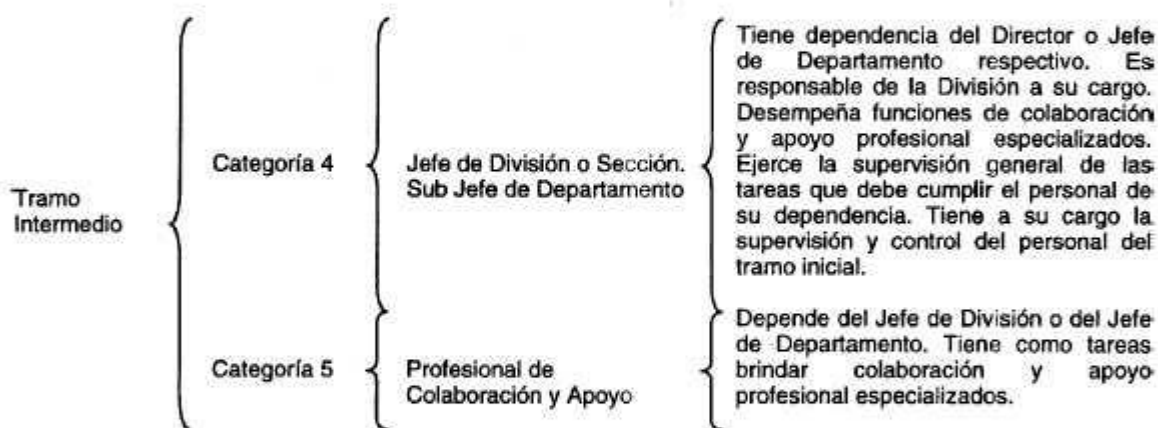 Tramo
Intermedio
Categoría 4
Jefe de División o Sección.
Sub Jefe de Departamento
Tiene dependencia del Director o Jefe
de Departamento respectivo. Es
responsable de la División a su cargo.
Desempeña funciones de colaboración
y apoyo profesional especializados.
Ejerce la supervisión general de las
tareas que debe cumplir el personal de
su dependencia. Tiene a su cargo la
supervisión y control del personal del
tramo inicial.
Categoría 5
Profesional de
Colaboración y Apoyo
Depende del Jefe de División o del Jefe
de Departamento. Tiene como tareas
brindar colaboración y apoyo
profesional especializados.